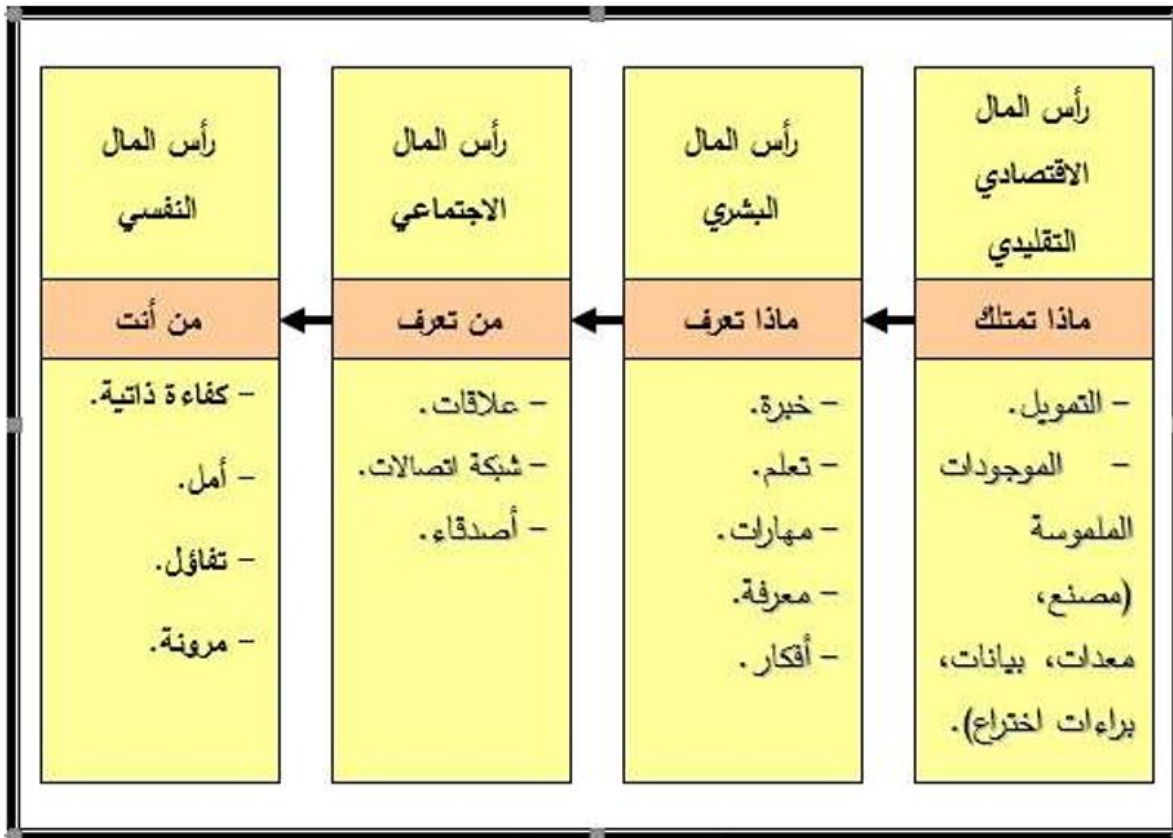 رأس المال
الاقتصادي
التقليدي
ماذا تمتلك
- التمويل.
- الموجودات
الملموسة
(مصنع،
معدات، بيانات،
براءات اختراع).
رأس المال
البشري
ماذا تعرف
- خبرة.
- تعلم.
- مهارات.
- معرفة.
- أفكار.
رأس المال
الاجتماعي
من تعرف
- علاقات.
- شبكة اتصالات.
- أصدقاء.
رأس المال
النفسي
من أنت
- كفاءة ذاتية.
- أمل.
- تفاؤل.
- مرونة.